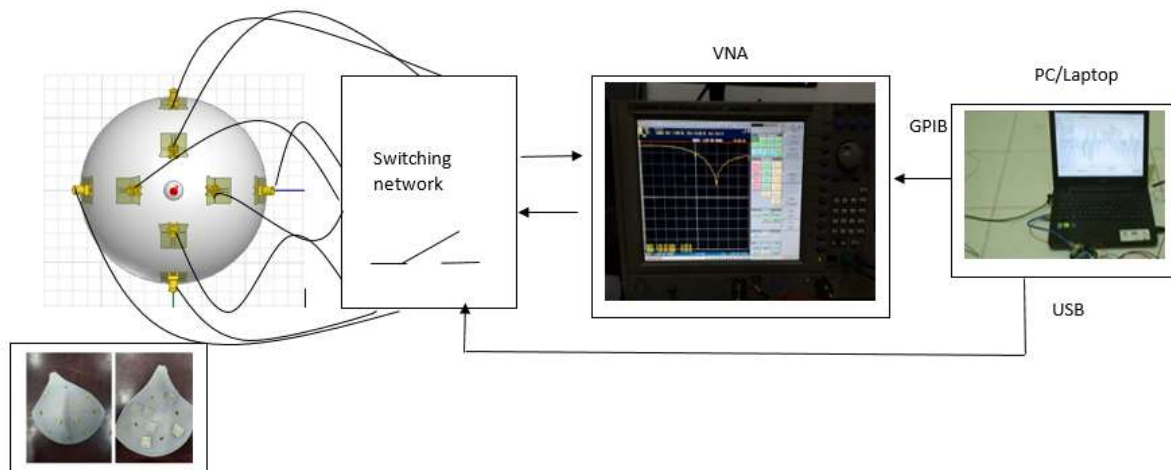 VNA
PC/Laptop
GPIB
Switching
network
USB